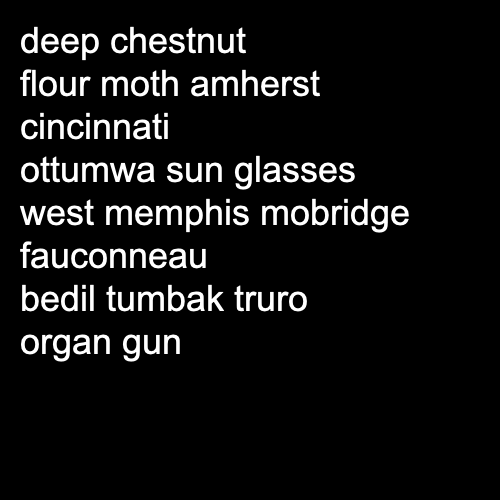 deep chestnut
flour moth amherst
cincinnati
ottumwa sun glasses
west memphis mobridge
fauconneau
bedil tumbak truro
organ gun